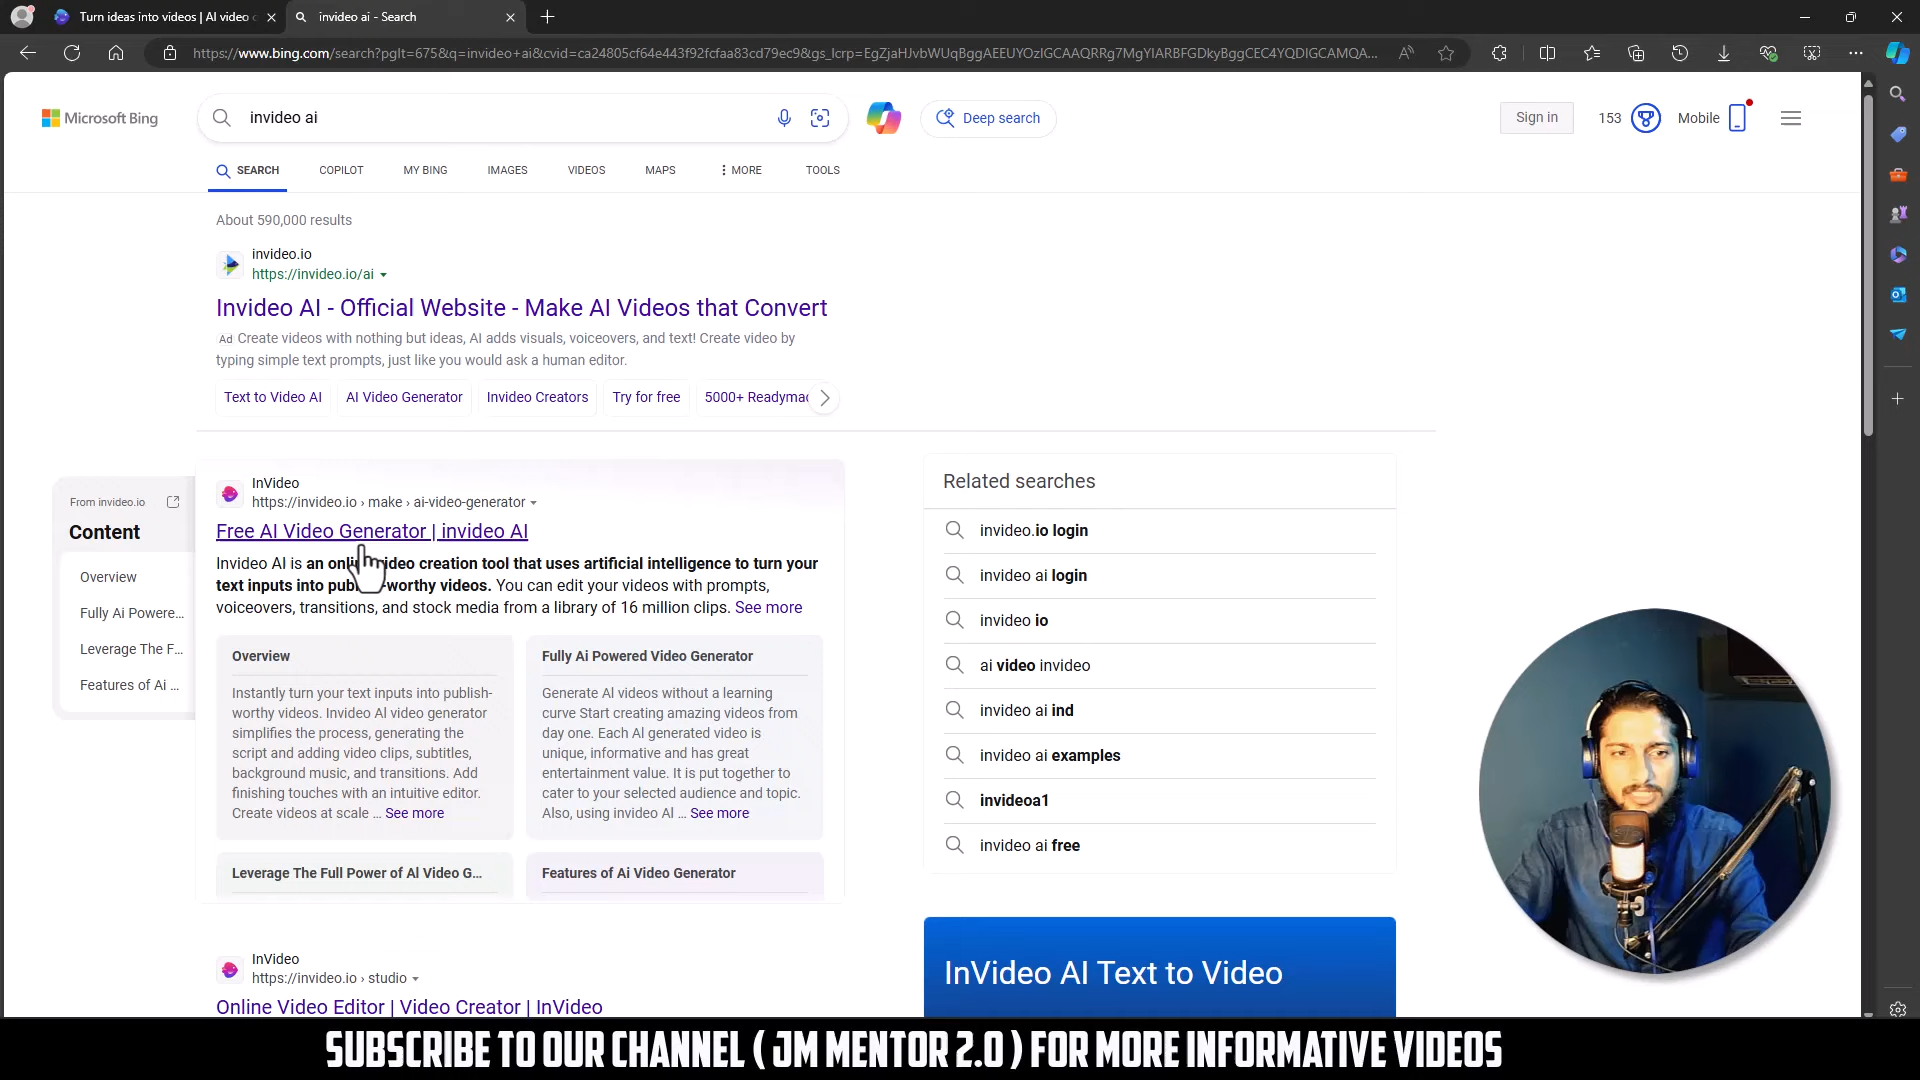 Turn ideas into videos | AI video c
invideo ai - Search
https://www.bing.com/search?pglt=675&q=invideo+ai&cvid=ca24805cf64e443f92fcfaa83cd79ec9&gs_lcrp=EgZjaHJvbWUqBggAEEUYOzIGCAAQRRg7MgYIARBFGDkyBggCEC4YQDIGCAMQA...
Microsoft Bing
invideo ai
Deep search
Sign in
153
Mobile
SEARCH
COPILOT
MY BING
IMAGES
VIDEOS
MAPS
MORE
TOOLS
About 590,000 results
invideo.io
https://invideo.io/ai
Invideo AI - Official Website - Make AI Videos that Convert
Ad Create videos with nothing but ideas, AI adds visuals, voiceovers, and text! Create video by
typing simple text prompts, just like you would ask a human editor.
Text to Video AI
AI Video Generator
Invideo Creators
Try for free
5000+ Readymad
From invideo.io
Content
Overview
Fully Ai Powere...
Leverage The F...
Features of Ai ...
InVideo
https://invideo.io › make › ai-video-generator
Free AI Video Generator | invideo AI
Invideo AI is an online video creation tool that uses artificial intelligence to turn your
text inputs into publish-worthy videos. You can edit your videos with prompts,
voiceovers, transitions, and stock media from a library of 16 million clips. See more
Overview
Instantly turn your text inputs into publish-
worthy videos. Invideo AI video generator
simplifies the process, generating the
script and adding video clips, subtitles,
background music, and transitions. Add
finishing touches with an intuitive editor.
Create videos at scale ... See more
Fully Ai Powered Video Generator
Generate AI videos without a learning
curve Start creating amazing videos from
day one. Each AI generated video is
unique, informative and has great
entertainment value. It is put together to
cater to your selected audience and topic.
Also, using invideo AI ... See more
Leverage The Full Power of AI Video G...
Features of Ai Video Generator
InVideo
https://invideo.io › studio
Online Video Editor | Video Creator | InVideo
Related searches
invideo.io login
invideo ai login
invideo io
ai video invideo
invideo ai ind
invideo ai examples
invideoa1
invideo ai free
InVideo AI Text to Video
SUBSCRIBE TO OUR CHANNEL ( JM MENTOR 2.0 ) FOR MORE INFORMATIVE VIDEOS